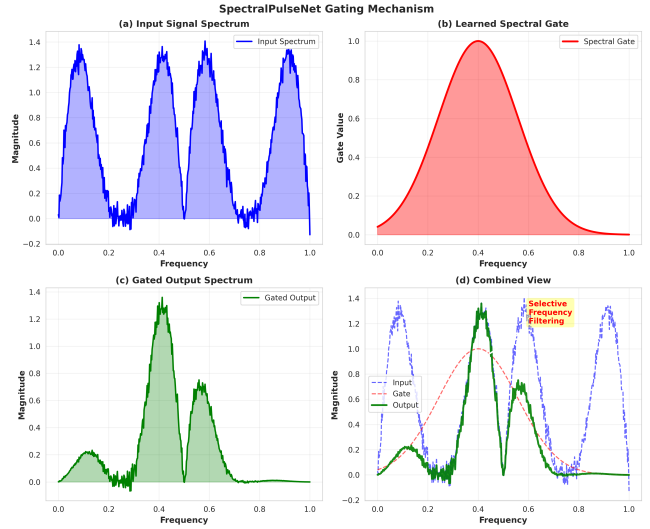 SpectralPulseNet Gating Mechanism
(a) Input Signal Spectrum
Magnitude
1.4
1.2
1.0
0.8
0.6
0.4
0.2
0.0
−0.2
Input Spectrum
0.0 0.2 0.4 0.6 0.8 1.0
Frequency
(b) Learned Spectral Gate
Gate Value
1.0
0.8
0.6
0.4
0.2
0.0
Spectral Gate
0.0 0.2 0.4 0.6 0.8 1.0
Frequency
(c) Gated Output Spectrum
Magnitude
1.4
1.2
1.0
0.8
0.6
0.4
0.2
0.0
Gated Output
0.0 0.2 0.4 0.6 0.8 1.0
Frequency
(d) Combined View
Magnitude
1.4
1.2
1.0
0.8
0.6
0.4
0.2
0.0
−0.2
Selective
Frequency
Filtering
Input
Gate
Output
0.0 0.2 0.4 0.6 0.8 1.0
Frequency